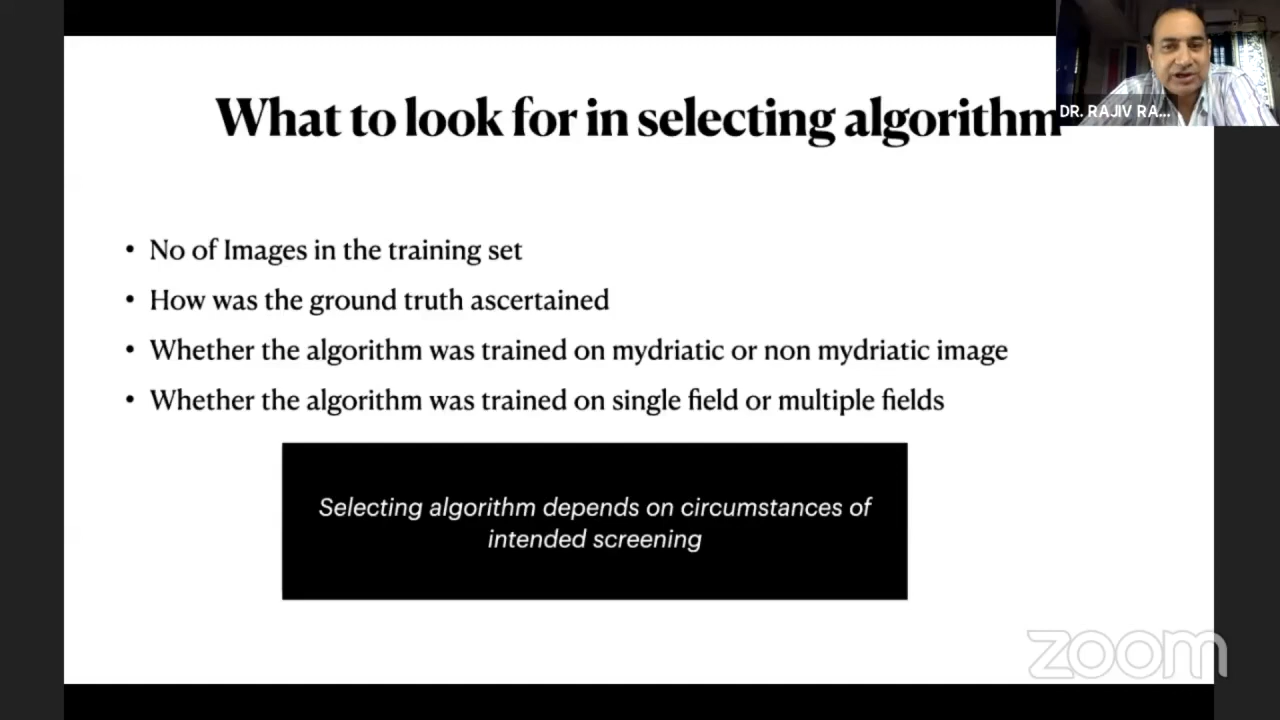 What to look for in selecting algorithm
DR. RAJIV RA...
• No of Images in the training set
• How was the ground truth ascertained
• Whether the algorithm was trained on mydriatic or non mydriatic image
• Whether the algorithm was trained on single field or multiple fields
Selecting algorithm depends on circumstances of
intended screening
zoom